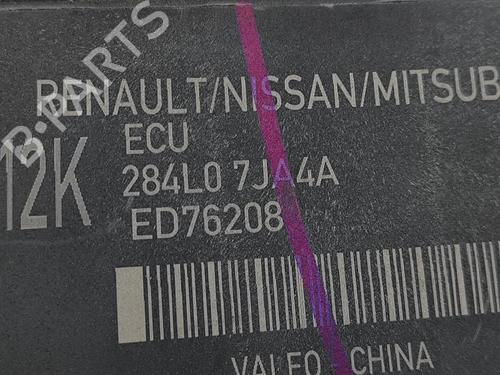 B-PARTS
RENAULT/NISSAN/MITSUB
12K
ECU
284L0 7JA4A
ED76208
VALEO - CHINA